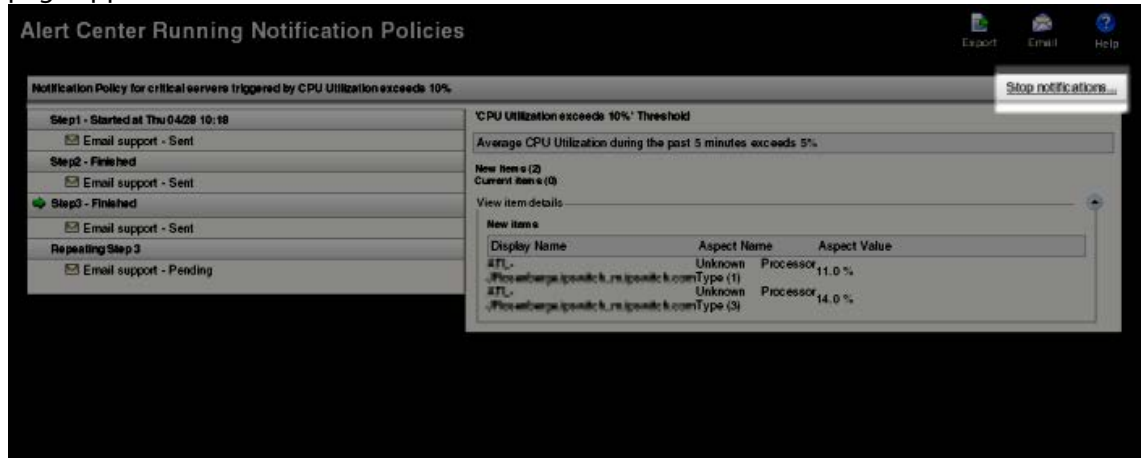 Alert Center Running Notification Policies
Export Email Help
Notification Policy for critical servers triggered by CPU Utilization exceeds 10%
Stop notifications...
Step1 - Started at Thu 04/28 10:18
Email support - Sent
Step2 - Finished
Email support - Sent
Step3 - Finished
Email support - Sent
Repeating Step 3
Email support - Pending
'CPU Utilization exceeds 10%' Threshold
Average CPU Utilization during the past 5 minutes exceeds 5%
New items (2)
Current items (0)
View item details
New items
Display Name Aspect Name Aspect Value
ATL-
Unknown Processor
Type (1) 11.0 %
ATL-
Unknown Processor
Type (3) 14.0 %